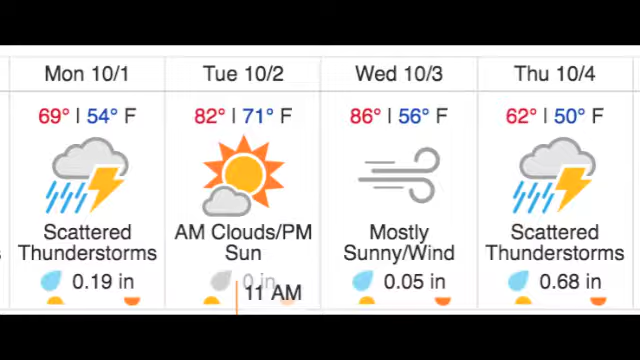 Mon 10/1
69° | 54° F
Scattered
Thunderstorms
0.19 in
Tue 10/2
82° | 71° F
AM Clouds/PM
Sun
0 in
11 AM
Wed 10/3
86° | 56° F
Mostly
Sunny/Wind
0.05 in
Thu 10/4
62° | 50° F
Scattered
Thunderstorms
0.68 in